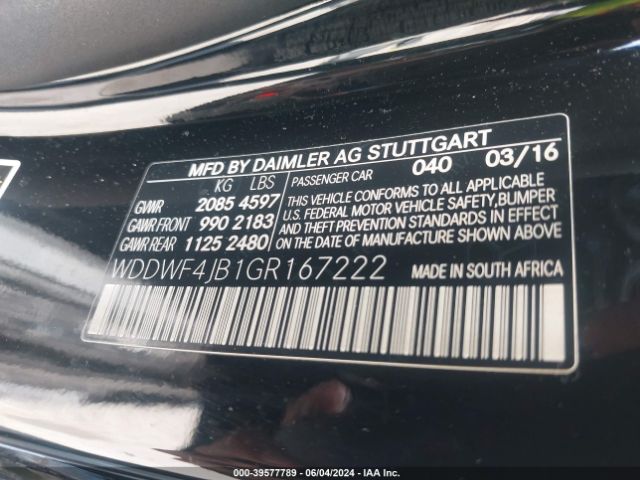 MFD BY DAIMLER AG STUTTGART
KG LBS
PASSENGER CAR 040 03/16
GVWR 2085 4597
GAWR FRONT 990 2183
GAWR REAR 1125 2480
THIS VEHICLE CONFORMS TO ALL APPLICABLE
U.S. FEDERAL MOTOR VEHICLE SAFETY,BUMPER
AND THEFT PREVENTION STANDARDS IN EFFECT
ON THE DATE OF MANUFACTURE SHOWN ABOVE.
WDDWF4JB1GR167222 MADE IN SOUTH AFRICA
000-39577789 - 06/04/2024 - IAA Inc.